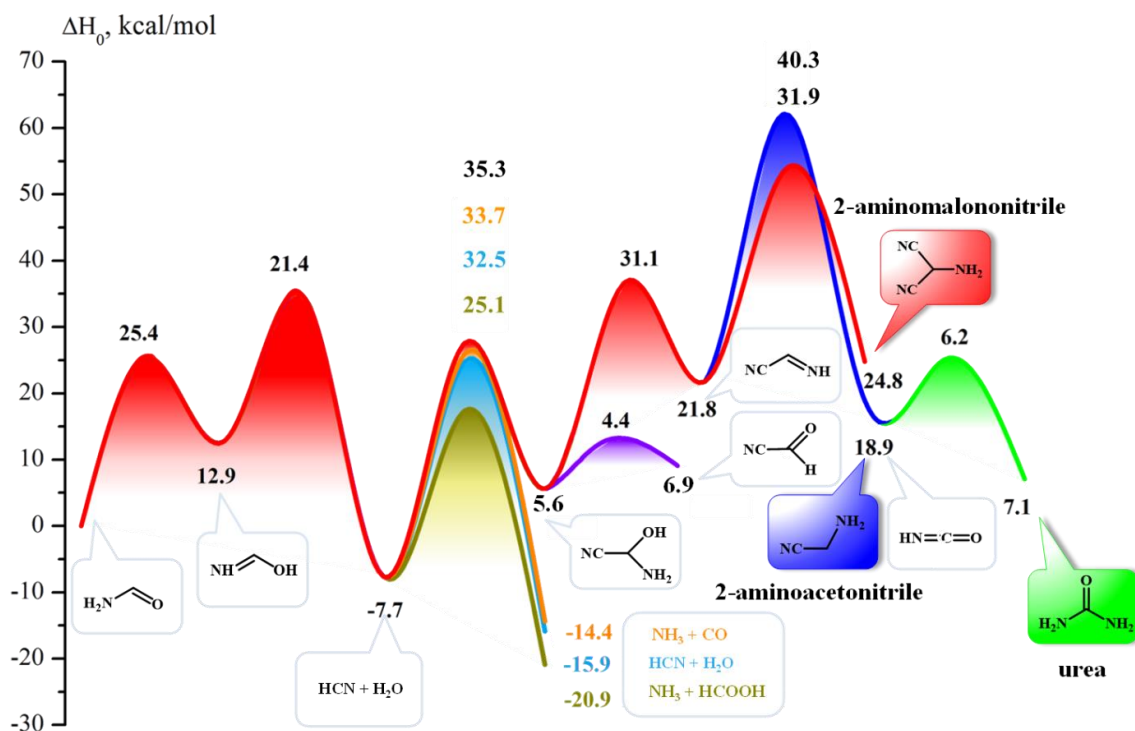 ΔH₀, kcal/mol
70
60
50
40
30
20
10
0
-10
-20
-30
25.4
12.9
21.4
-7.7
35.3
33.7
32.5
25.1
5.6
31.1
4.4
6.9
21.8
40.3
31.9
24.8
18.9
6.2
7.1
-14.4
-15.9
-20.9
H₂N O
NH OH
HCN + H₂O
NH₃ + CO
HCN + H₂O
NH₃ + HCOOH
OH
NC
NH₂
NC NH
O
NC
H
2-aminomalononitrile
NC
NH₂
NC
NH₂
NC
2-aminoacetonitrile
HN=C=O
O
H₂N NH₂
urea